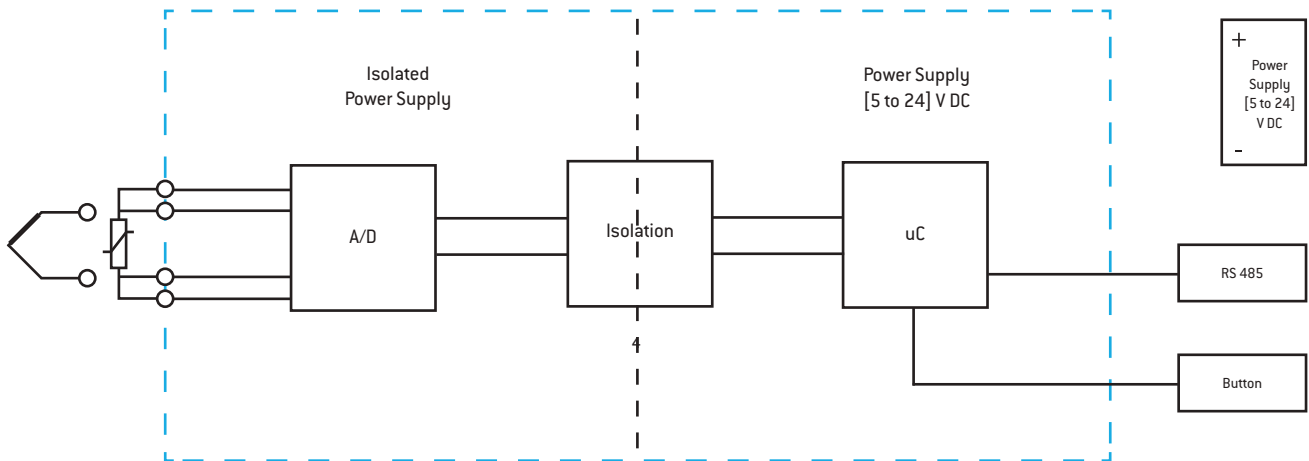 Isolated
Power Supply
Power Supply
[5 to 24] V DC
+
Power
Supply
[5 to 24]
V DC
-
A/D
Isolation
uC
RS 485
4
Button